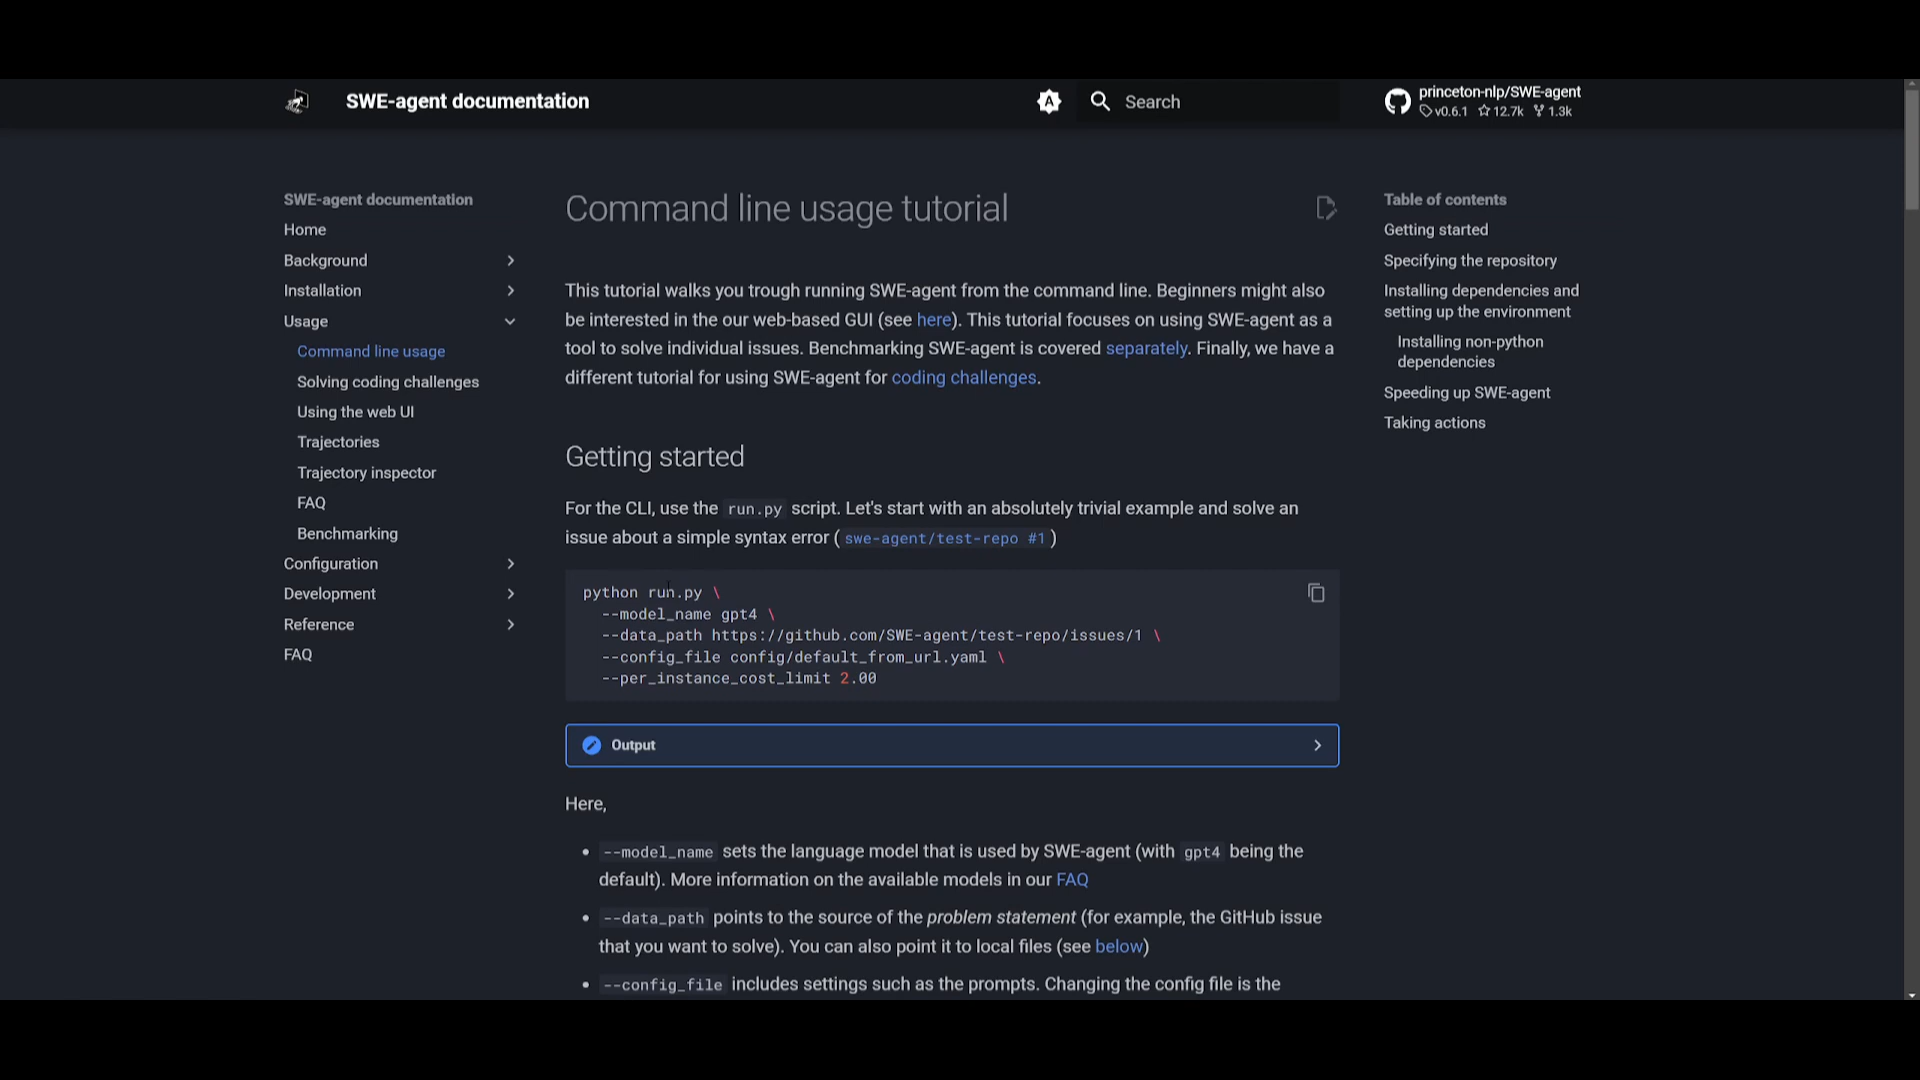 SWE-agent documentation
A
Search
princeton-nlp/SWE-agent
v0.6.1 12.7k 1.3k
SWE-agent documentation
Home
Background
Installation
Usage
Command line usage
Solving coding challenges
Using the web UI
Trajectories
Trajectory inspector
FAQ
Benchmarking
Configuration
Development
Reference
FAQ
Command line usage tutorial
This tutorial walks you trough running SWE-agent from the command line. Beginners might also
be interested in the our web-based GUI (see here). This tutorial focuses on using SWE-agent as a
tool to solve individual issues. Benchmarking SWE-agent is covered separately. Finally, we have a
different tutorial for using SWE-agent for coding challenges.
Getting started
For the CLI, use the run.py script. Let's start with an absolutely trivial example and solve an
issue about a simple syntax error ( swe-agent/test-repo #1 )
python run.py \
--model_name gpt4 \
--data_path https://github.com/SWE-agent/test-repo/issues/1 \
--config_file config/default_from_url.yaml \
--per_instance_cost_limit 2.00
Output
Here,
• --model_name sets the language model that is used by SWE-agent (with gpt4 being the
default). More information on the available models in our FAQ
• --data_path points to the source of the problem statement (for example, the GitHub issue
that you want to solve). You can also point it to local files (see below)
• --config_file includes settings such as the prompts. Changing the config file is the
Table of contents
Getting started
Specifying the repository
Installing dependencies and
setting up the environment
Installing non-python
dependencies
Speeding up SWE-agent
Taking actions